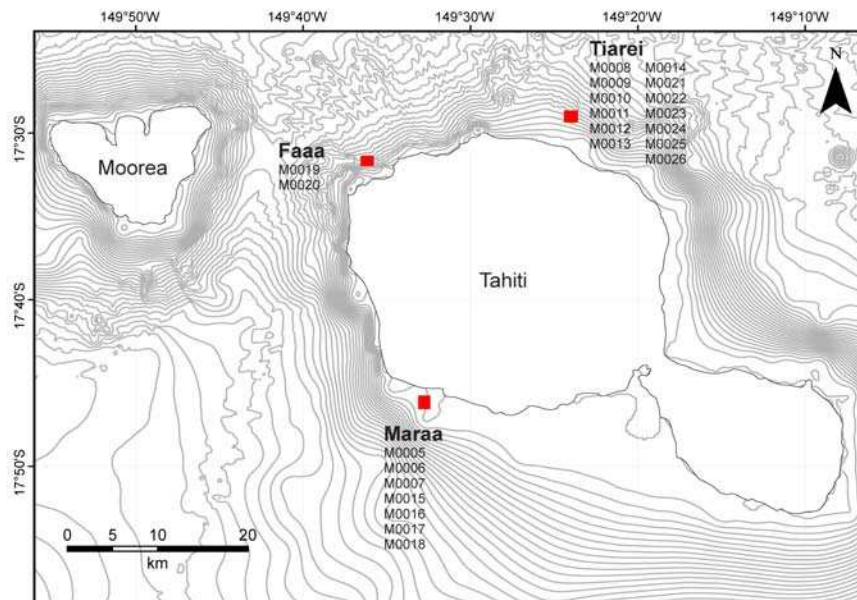 149°50'W
149°40'W
149°30'W
149°20'W
149°10'W
17°30'S
17°40'S
17°50'S
N
Moorea
Tahiti
Faaa
M0019
M0020
Tiarei
M0008 M0014
M0009 M0021
M0010 M0022
M0011 M0023
M0012 M0024
M0013 M0025
M0026
Maraa
M0005
M0006
M0007
M0015
M0016
M0017
M0018
0 5 10 20
km